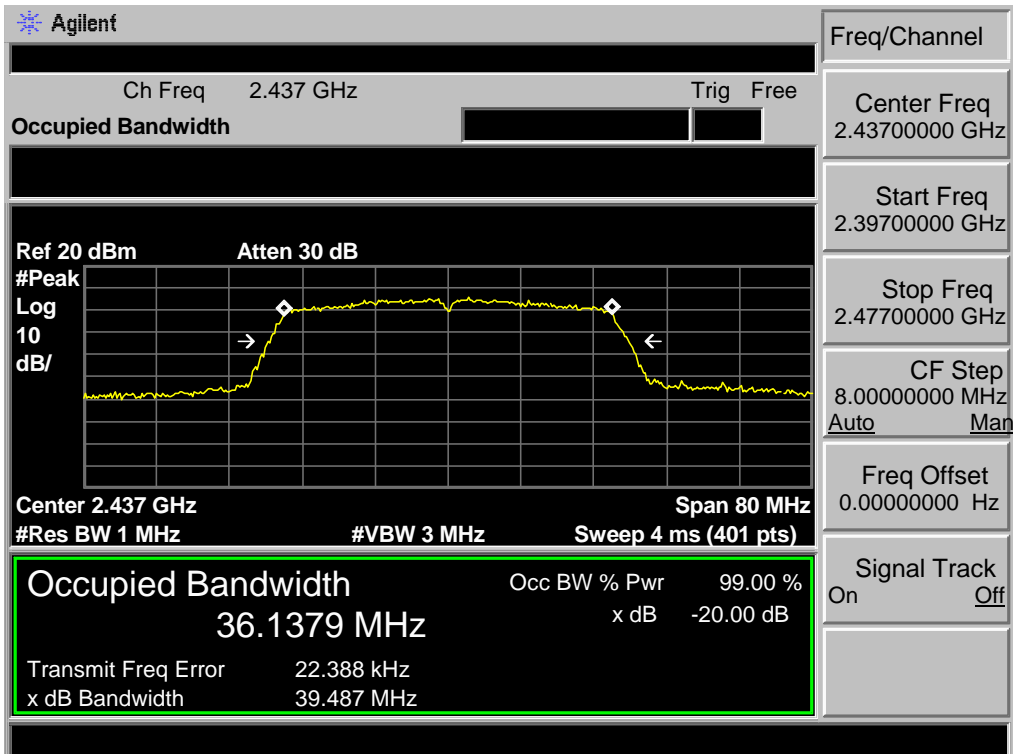 Agilent
Freq/Channel
Ch Freq 2.437 GHz
Trig Free
Occupied Bandwidth
Center Freq
2.43700000 GHz
Start Freq
2.39700000 GHz
Stop Freq
2.47700000 GHz
CF Step
8.00000000 MHz
Auto Man
Freq Offset
0.00000000 Hz
Signal Track
On Off
Ref 20 dBm
Atten 30 dB
#Peak
Log
10
dB/
Center 2.437 GHz
Span 80 MHz
#Res BW 1 MHz
#VBW 3 MHz
Sweep 4 ms (401 pts)
Occupied Bandwidth
36.1379 MHz
Occ BW % Pwr 99.00 %
x dB -20.00 dB
Transmit Freq Error 22.388 kHz
x dB Bandwidth 39.487 MHz